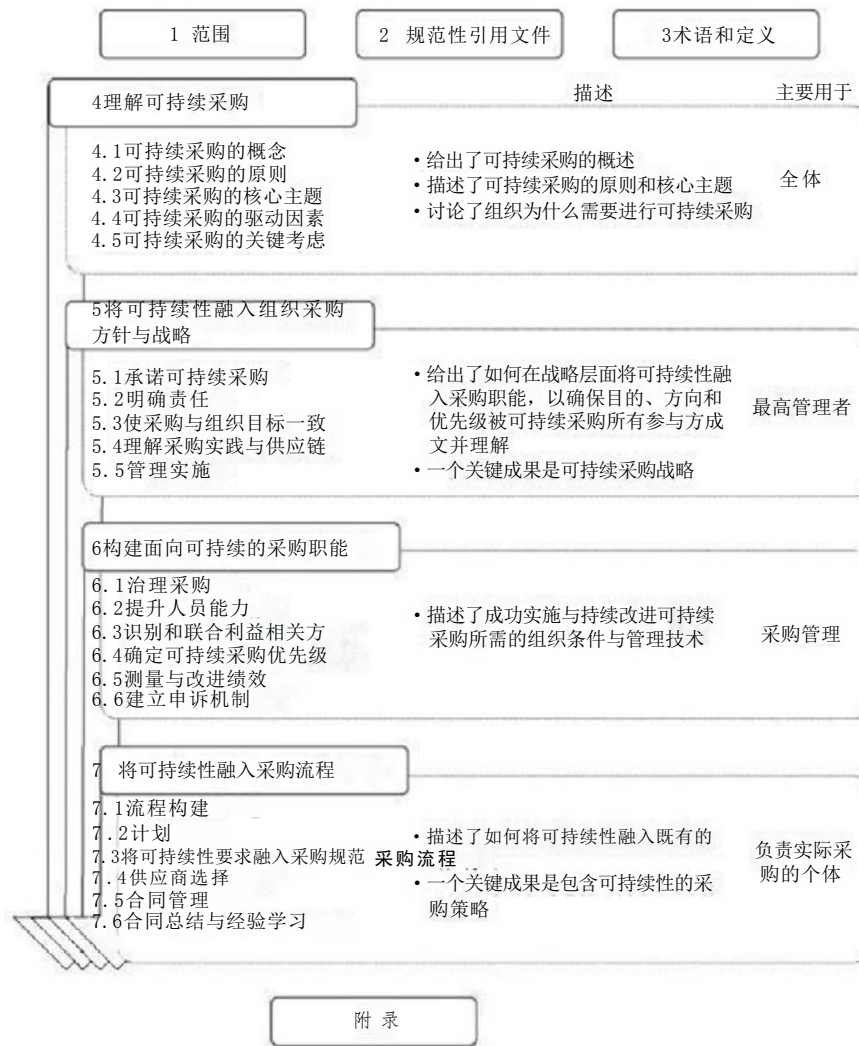 1 范围
2 规范性引用文件
3术语和定义
4理解可持续采购
描述
主要用于
4.1可持续采购的概念
4.2可持续采购的原则
4.3可持续采购的核心主题
4.4可持续采购的驱动因素
4.5可持续采购的关键考虑
•给出了可持续采购的概述
•描述了可持续采购的原则和核心主题
•讨论了组织为什么需要进行可持续采购
全体
5将可持续性融入组织采购
方针与战略
5.1承诺可持续采购
5.2明确责任
5.3使采购与组织目标一致
5.4理解采购实践与供应链
5.5管理实施
•给出了如何在战略层面将可持续性融
入采购职能，以确保目的、方向和
优先级被可持续采购所有参与方成
文并理解
•一个关键成果是可持续采购战略
最高管理者
6构建面向可持续的采购职能
6.1治理采购
6.2提升人员能力
6.3识别和联合利益相关方
6.4确定可持续采购优先级
6.5测量与改进绩效
6.6建立申诉机制
•描述了成功实施与持续改进可持续
采购所需的组织条件与管理技术
采购管理
7 将可持续性融入采购流程
7.1流程构建
7.2计划
7.3将可持续性要求融入采购规范
7.4供应商选择
7.5合同管理
7.6合同总结与经验学习
•描述了如何将可持续性融入既有的
采购流程
•一个关键成果是包含可持续性的采
购策略
负责实际采
购的个体
附 录